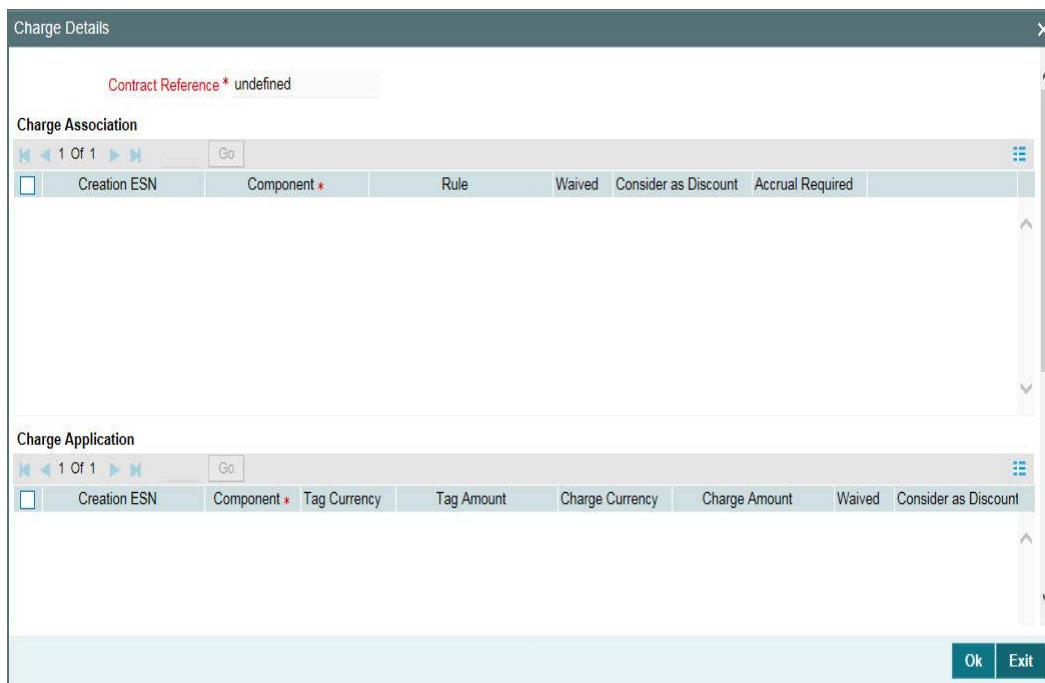 Charge Details
Contract Reference * undefined
Charge Association
1 Of 1 Go
Creation ESN Component * Rule Waived Consider as Discount Accrual Required
Charge Application
1 Of 1 Go
Creation ESN Component * Tag Currency Tag Amount Charge Currency Charge Amount Waived Consider as Discount
Ok Exit